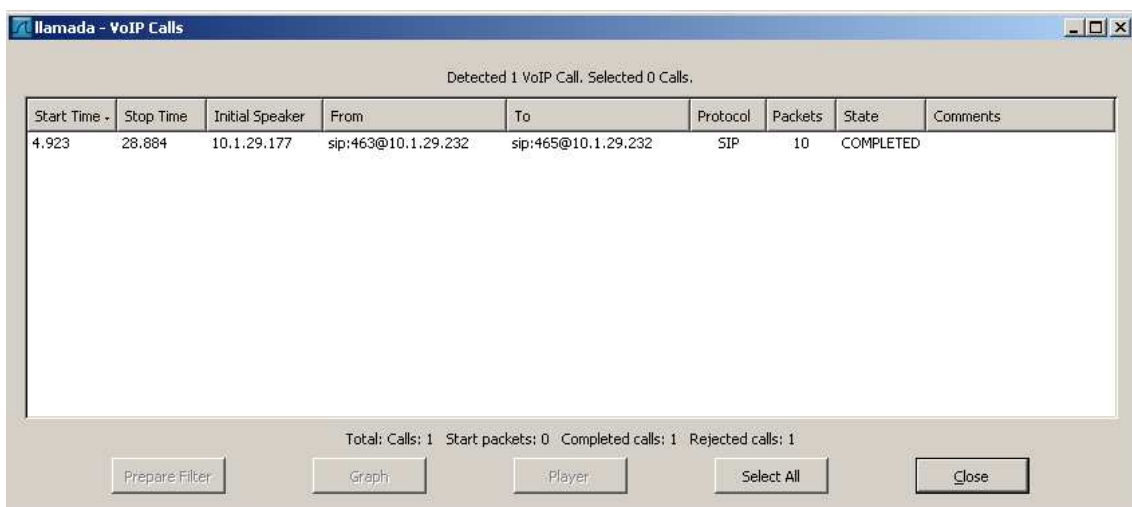 llamada - VoIP Calls
Detected 1 VoIP Call. Selected 0 Calls.
Start Time Stop Time Initial Speaker From To Protocol Packets State Comments
4.923 28.884 10.1.29.177 sip:463@10.1.29.232 sip:465@10.1.29.232 SIP 10 COMPLETED
Total: Calls: 1 Start packets: 0 Completed calls: 1 Rejected calls: 1
Prepare Filter Graph Player Select All Close